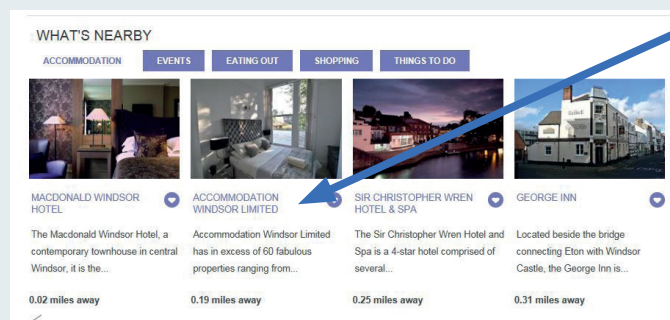 WHAT'S NEARBY
ACCOMMODATION EVENTS EATING OUT SHOPPING THINGS TO DO
MACDONALD WINDSOR
HOTEL
The Macdonald Windsor Hotel, a
contemporary townhouse in central
Windsor, it is the...
0.02 miles away
ACCOMMODATION
WINDSOR LIMITED
Accommodation Windsor Limited
has in excess of 60 fabulous
properties ranging from...
0.19 miles away
SIR CHRISTOPHER WREN
HOTEL & SPA
The Sir Christopher Wren Hotel and
Spa is a 4-star hotel comprised of
several...
0.25 miles away
GEORGE INN
Located beside the bridge
connecting Eton with Windsor
Castle, the George Inn is...
0.31 miles away